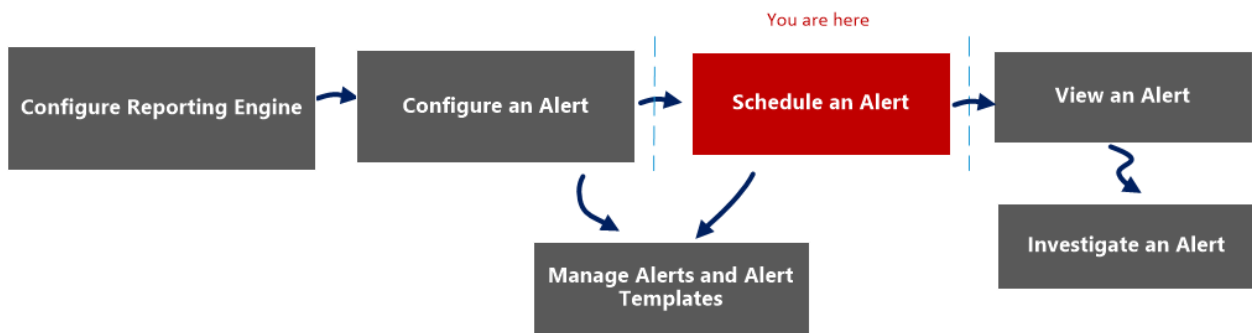 You are here
Configure Reporting Engine
Configure an Alert
Schedule an Alert
View an Alert
Manage Alerts and Alert
Templates
Investigate an Alert